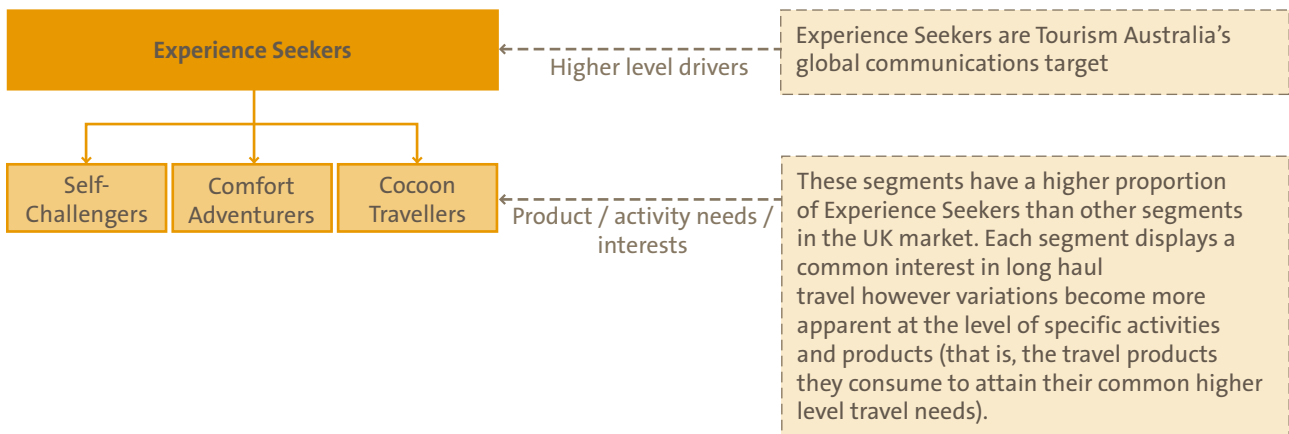 Experience Seekers
Higher level drivers
Experience Seekers are Tourism Australia’s
global communications target
Self-
Challengers
Comfort
Adventurers
Cocoon
Travellers
Product / activity needs /
interests
These segments have a higher proportion
of Experience Seekers than other segments
in the UK market. Each segment displays a
common interest in long haul
travel however variations become more
apparent at the level of specific activities
and products (that is, the travel products
they consume to attain their common higher
level travel needs).